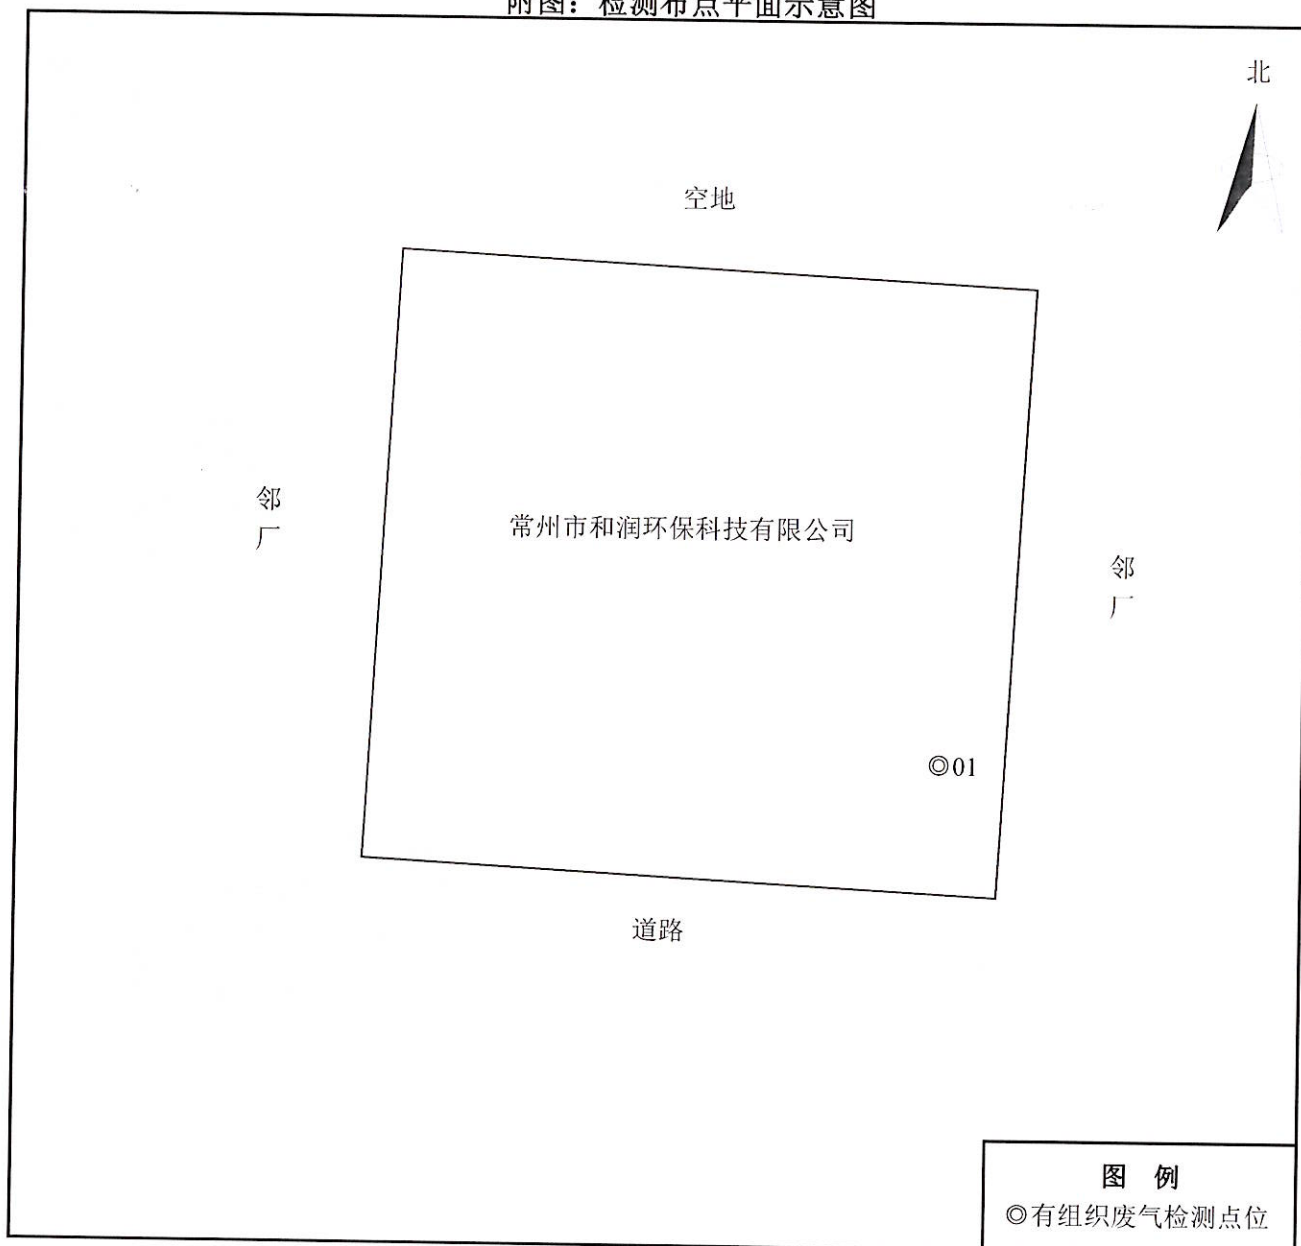 附图：检测布点平面示意图
北
空地
邻
厂
常州市和润环保科技有限公司
邻
厂
◎01
道路
图 例
◎有组织废气检测点位